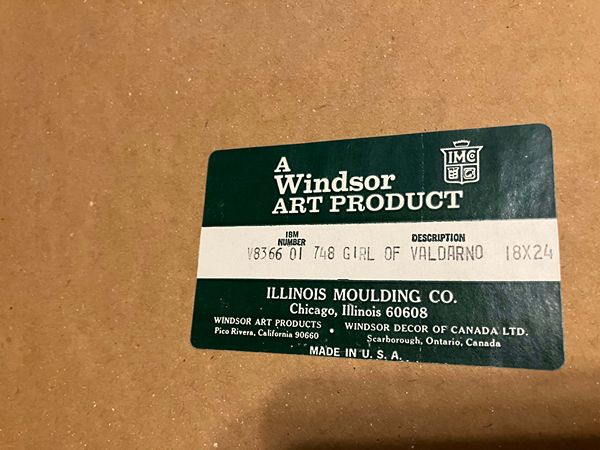 A
Windsor
ART PRODUCT
IMC
IBM
NUMBER
DESCRIPTION
V8366 01 748 GIRL OF VALDARNO 18X24
ILLINOIS MOULDING CO.
Chicago, Illinois 60608
WINDSOR ART PRODUCTS • WINDSOR DECOR OF CANADA LTD.
Pico Rivera, California 90660 Scarborough, Ontario, Canada
MADE IN U. S. A.